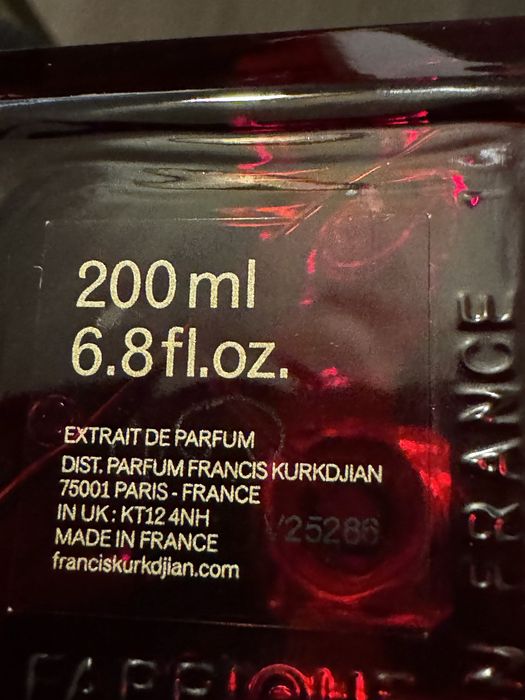 200 ml
6.8 fl.oz.
EXTRAIT DE PARFUM
DIST. PARFUM FRANCIS KURKDJIAN
75001 PARIS - FRANCE
IN UK : KT12 4NH
MADE IN FRANCE
franciskurkdjian.com
FRANCE